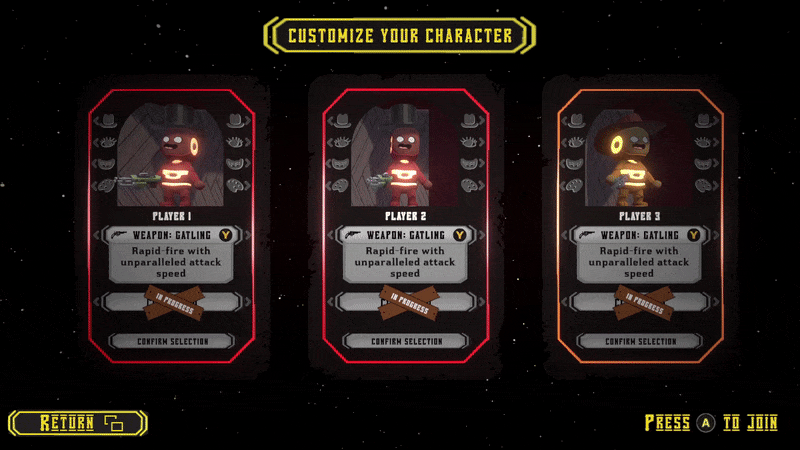 CUSTOMIZE YOUR CHARACTER
PLAYER 1
WEAPON: GATLING Y
Rapid-fire with
unparalleled attack
speed
IN PROGRESS
CONFIRM SELECTION
PLAYER 2
WEAPON: GATLING Y
Rapid-fire with
unparalleled attack
speed
IN PROGRESS
CONFIRM SELECTION
PLAYER 3
WEAPON: GATLING Y
Rapid-fire with
unparalleled attack
speed
IN PROGRESS
CONFIRM SELECTION
RETURN
PRESS A TO JOIN